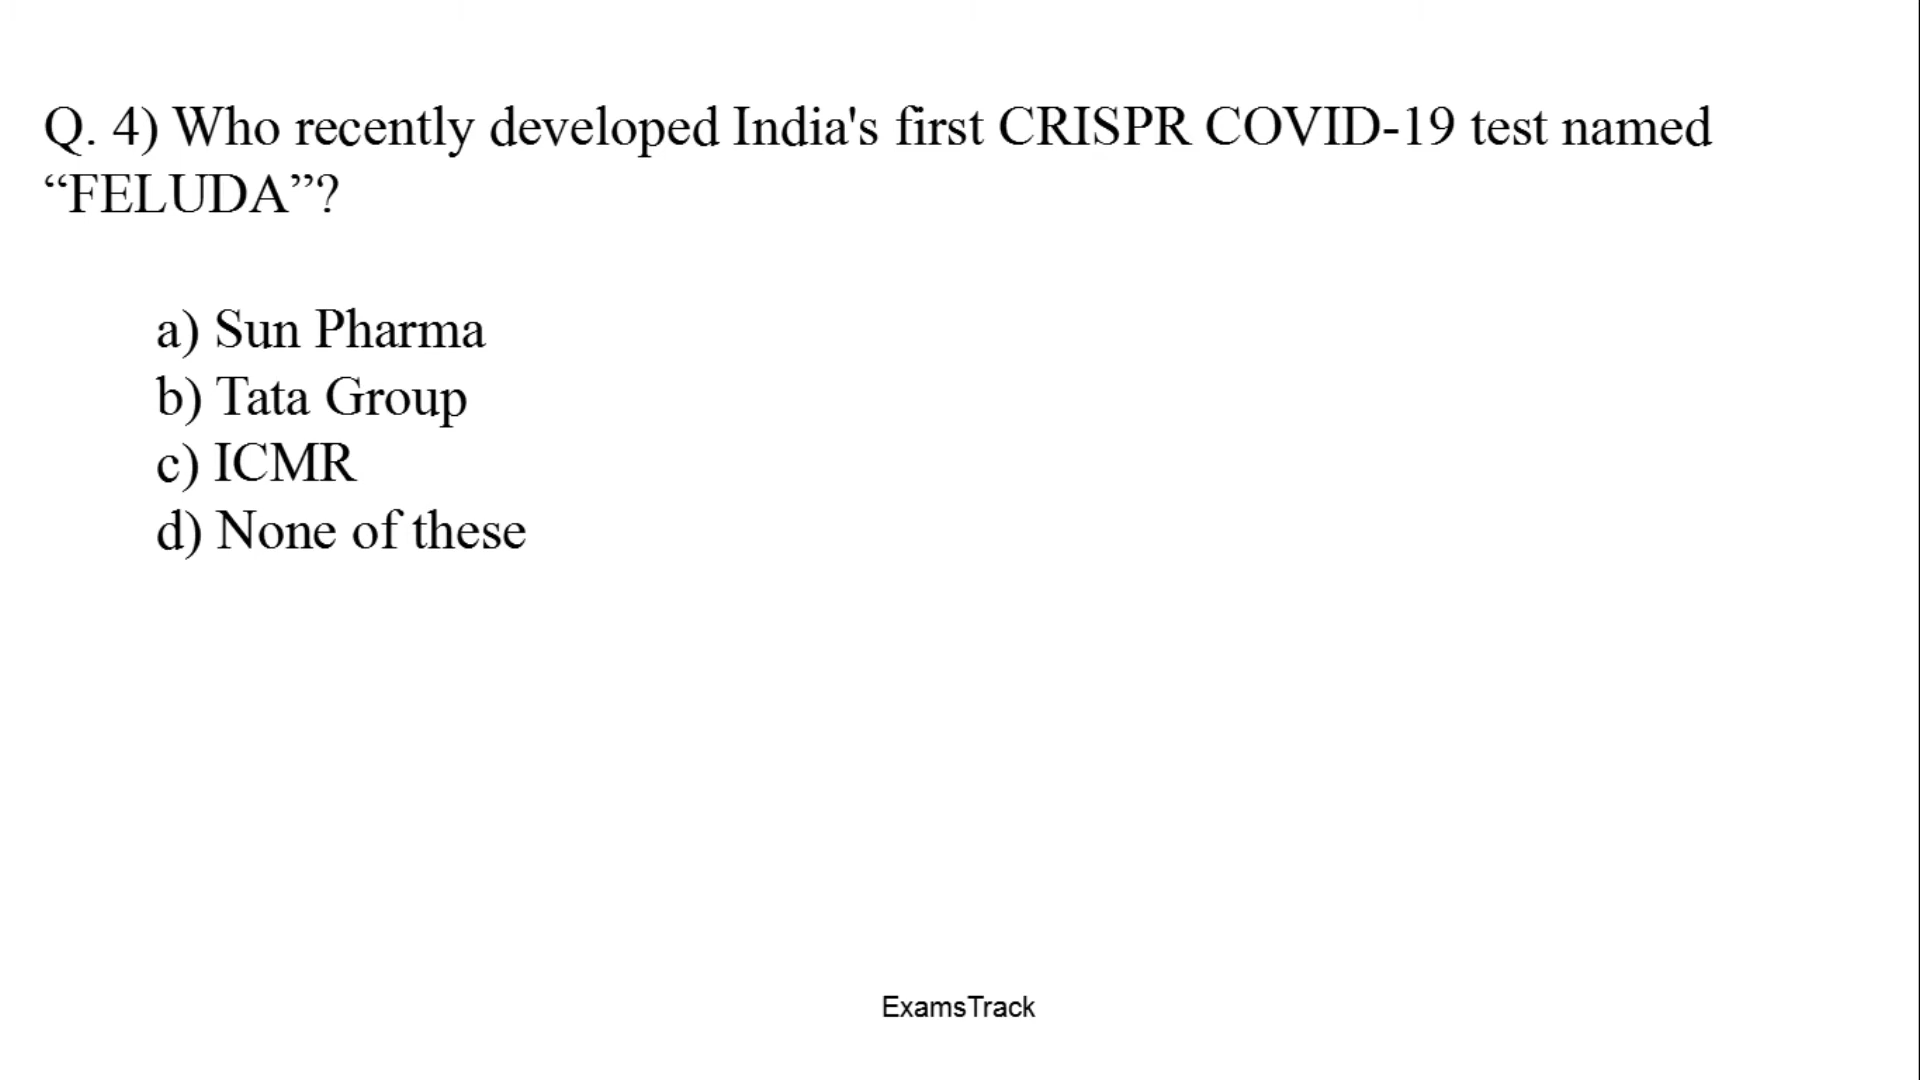 Q. 4) Who recently developed India's first CRISPR COVID-19 test named
“FELUDA”?
a) Sun Pharma
b) Tata Group
c) ICMR
d) None of these
ExamsTrack